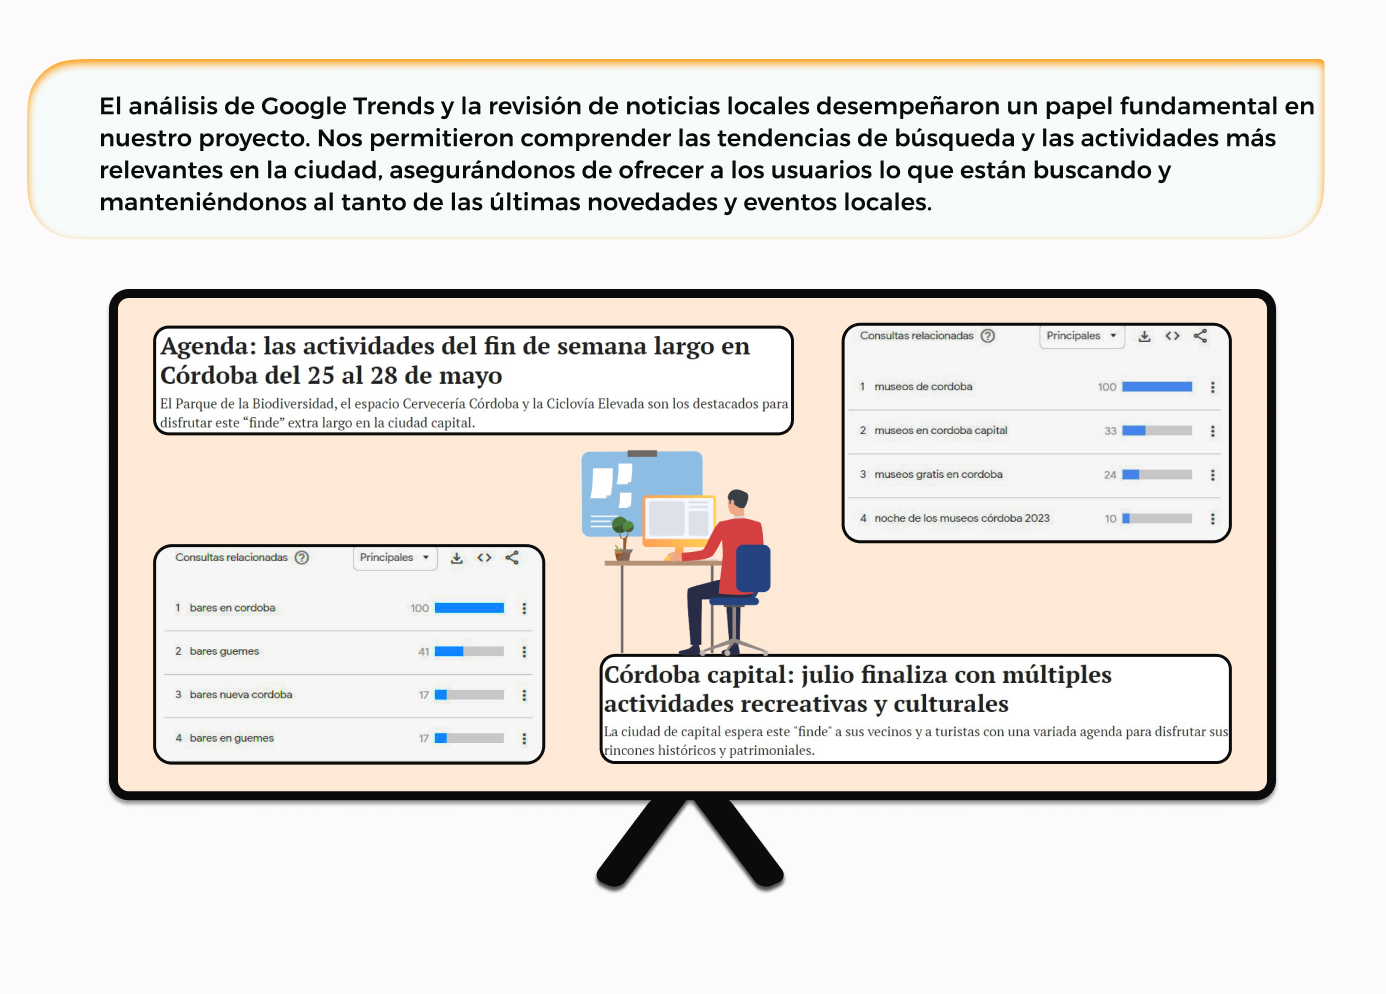 El análisis de Google Trends y la revisión de noticias locales desempeñaron un papel fundamental en
nuestro proyecto. Nos permitieron comprender las tendencias de búsqueda y las actividades más
relevantes en la ciudad, asegurándonos de ofrecer a los usuarios lo que están buscando y
manteniéndonos al tanto de las últimas novedades y eventos locales.
Agenda: las actividades del fin de semana largo en
Córdoba del 25 al 28 de mayo
El Parque de la Biodiversidad, el espacio Cervecería Córdoba y la Ciclovía Elevada son los destacados para
disfrutar este “finde” extra largo en la ciudad capital.
Consultas relacionadas ? Principales
1 museos de cordoba 100
2 museos en cordoba capital 33
3 museos gratis en cordoba 24
4 noche de los museos córdoba 2023 10
Consultas relacionadas ? Principales
1 bares en cordoba 100
2 bares guemes 41
3 bares nueva cordoba 17
4 bares en guemes 17
Córdoba capital: julio finaliza con múltiples
actividades recreativas y culturales
La ciudad de capital espera este "finde" a sus vecinos y a turistas con una variada agenda para disfrutar sus
rincones históricos y patrimoniales.